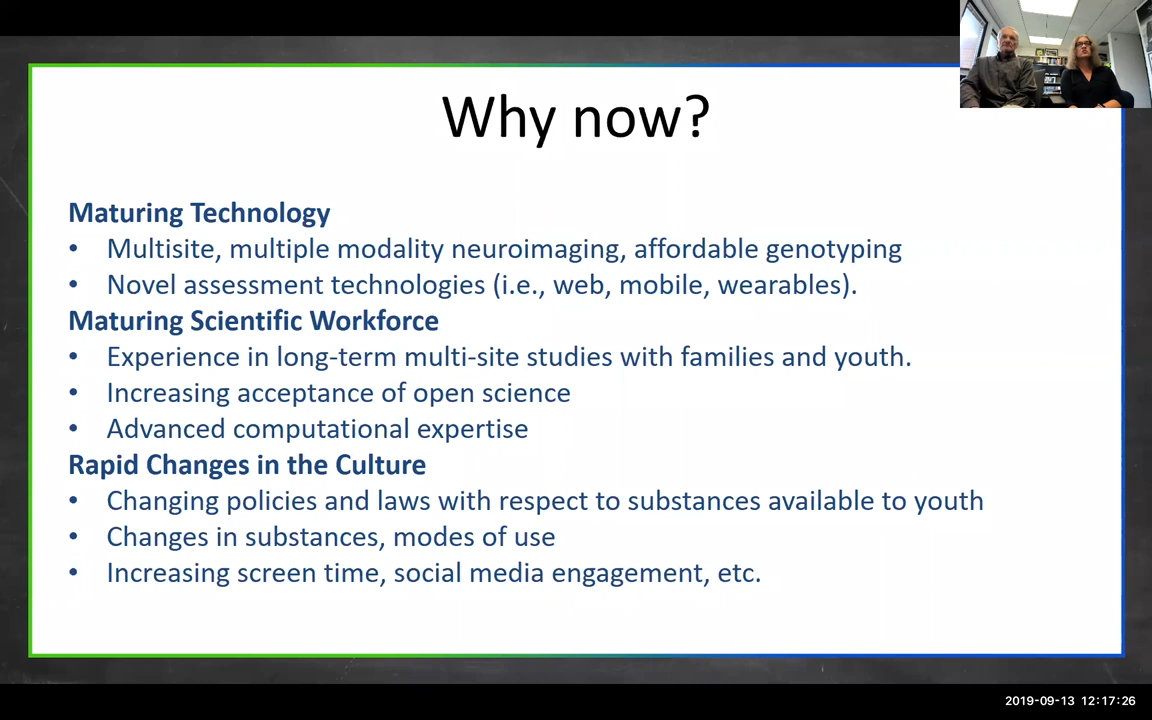 Why now?
Maturing Technology
• Multisite, multiple modality neuroimaging, affordable genotyping
• Novel assessment technologies (i.e., web, mobile, wearables).
Maturing Scientific Workforce
• Experience in long-term multi-site studies with families and youth.
• Increasing acceptance of open science
• Advanced computational expertise
Rapid Changes in the Culture
• Changing policies and laws with respect to substances available to youth
• Changes in substances, modes of use
• Increasing screen time, social media engagement, etc.
2019-09-13 12:17:26